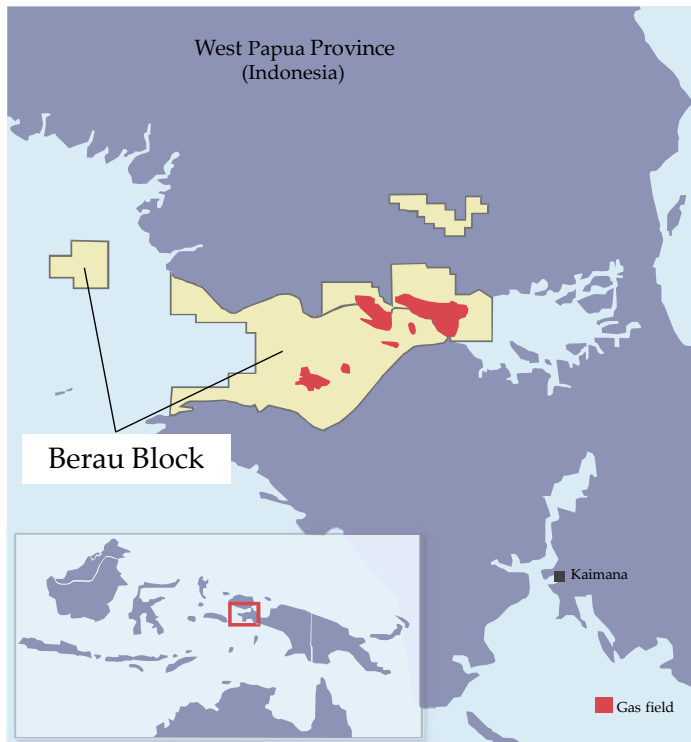 West Papua Province
(Indonesia)
Berau Block
Kaimana
Gas field